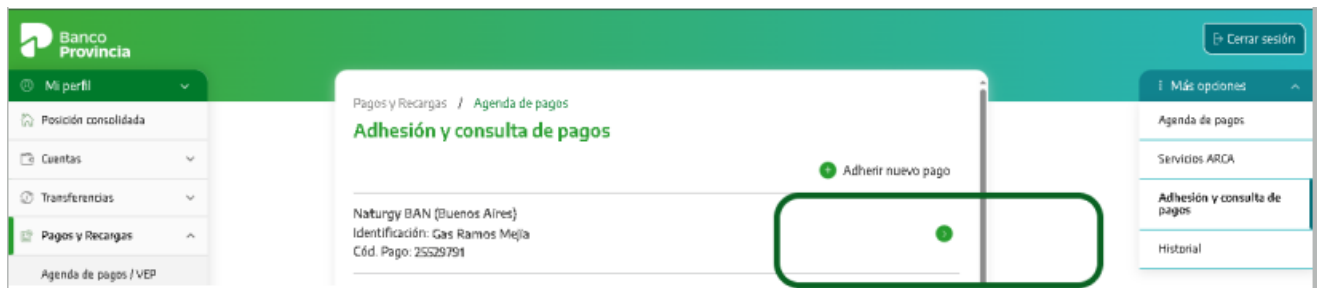 Banco
Provincia
Cerrar sesión
Mi perfil
Posición consolidada
Cuentas
Transferencias
Pagos y Recargas
Agenda de pagos / VEP
Pagos y Recargas / Agenda de pagos
Adhesión y consulta de pagos
Adherir nuevo pago
Naturgy BAN (Buenos Aires)
Identificación: Gas Ramos Mejía
Cód. Pago: 25529791
Más opciones
Agenda de pagos
Servicios ARCA
Adhesión y consulta de
pagos
Historial